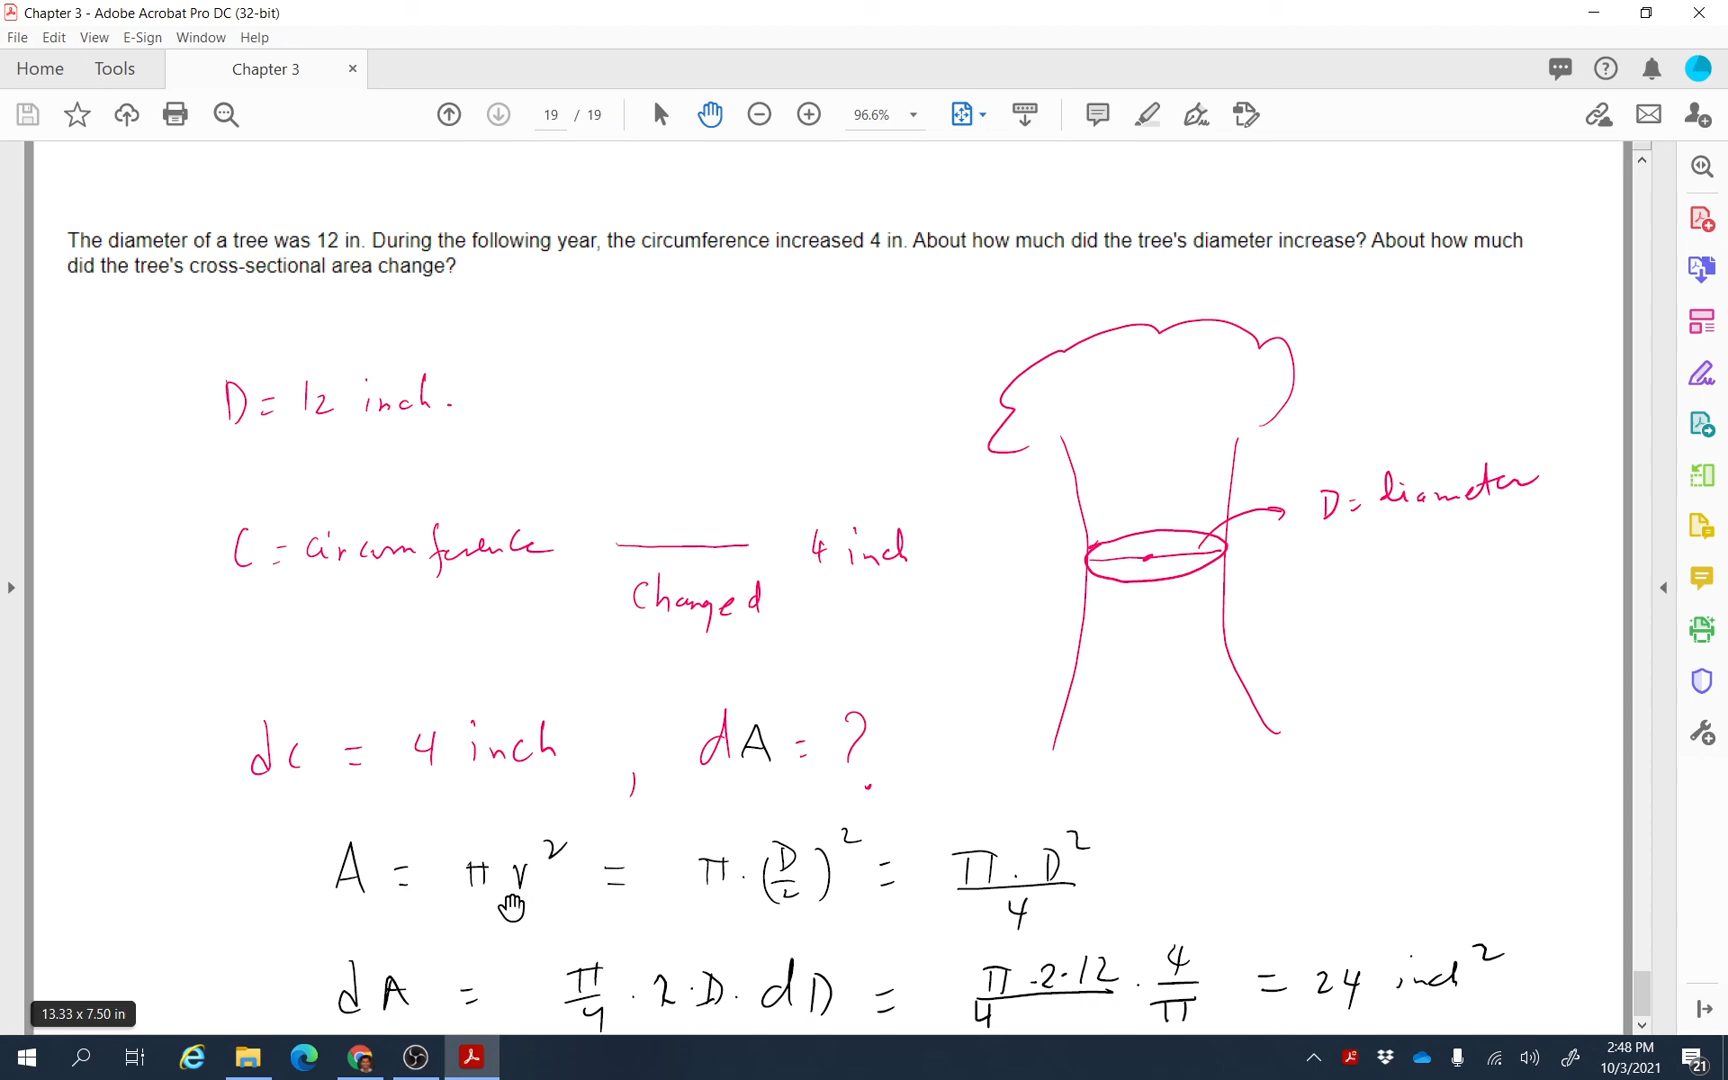 Chapter 3 - Adobe Acrobat Pro DC (32-bit)
File Edit View E-Sign Window Help
Home Tools Chapter 3
19 / 19 96.6%
The diameter of a tree was 12 in. During the following year, the circumference increased 4 in. About how much did the tree's diameter increase? About how much
did the tree's cross-sectional area change?
D = 12 inch.
D = diameter
C = circumference 4 inch
Changed
dc = 4 inch , dA = ?
A = π r² = π · (D/2)² = π · D² / 4
dA = π/4 · 2 · D · dD = π · 2 · 12 / 4 · 4/π = 24 inch²
13.33 x 7.50 in
2:48 PM
10/3/2021
21